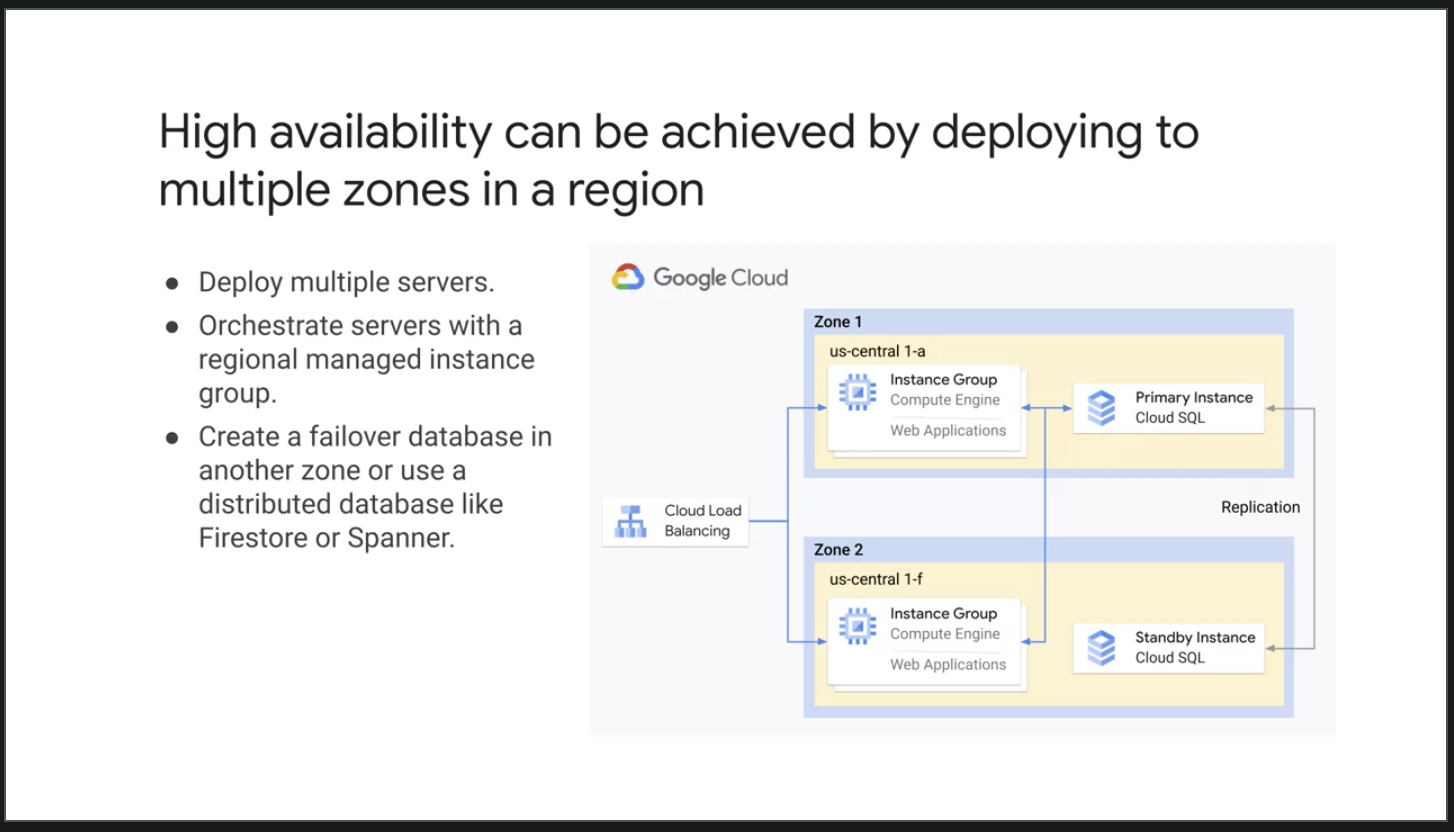 High availability can be achieved by deploying to
multiple zones in a region
● Deploy multiple servers.
● Orchestrate servers with a
regional managed instance
group.
● Create a failover database in
another zone or use a
distributed database like
Firestore or Spanner.
Google Cloud
Zone 1
us-central 1-a
Instance Group
Compute Engine
Web Applications
Primary Instance
Cloud SQL
Cloud Load
Balancing
Replication
Zone 2
us-central 1-f
Instance Group
Compute Engine
Web Applications
Standby Instance
Cloud SQL